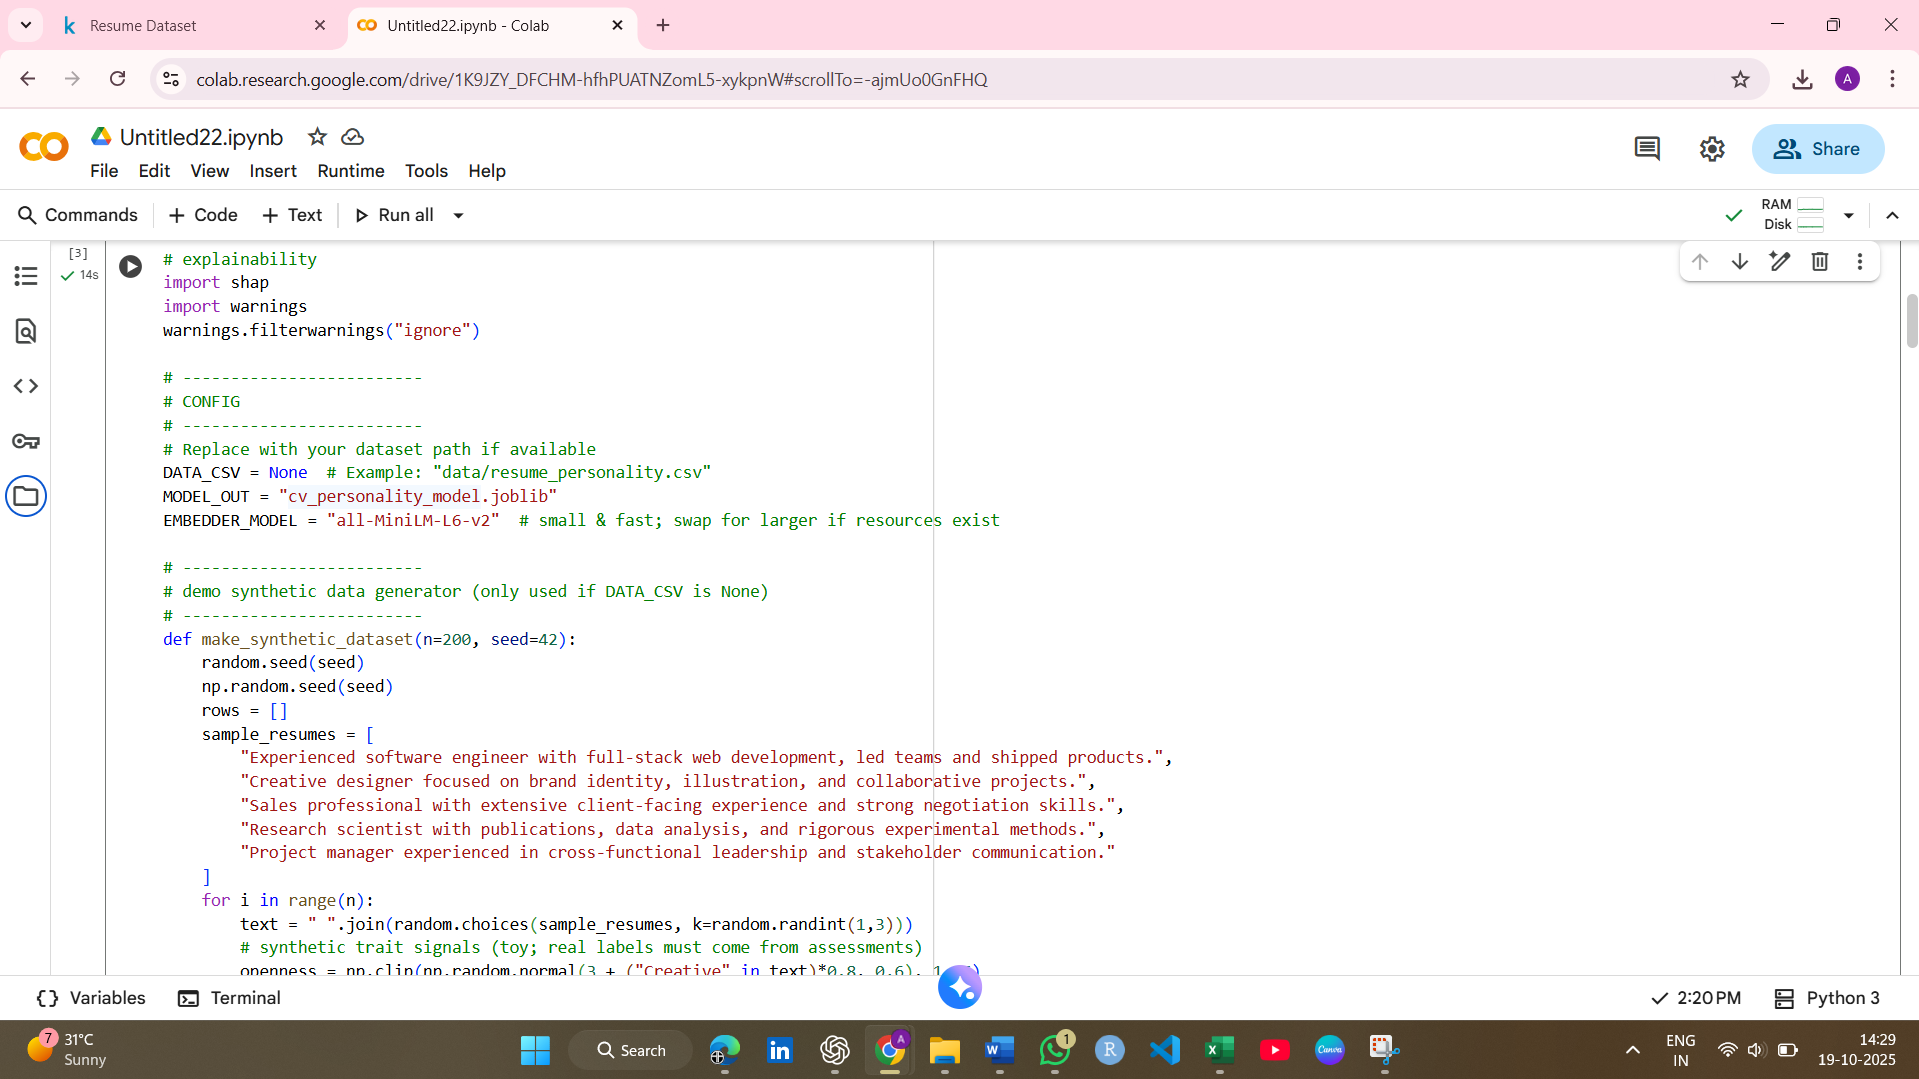 Resume Dataset
Untitled22.ipynb - Colab
colab.research.google.com/drive/1K9JZY_DFCHM-hfhPUATNZomL5-xykpnW#scrollTo=-ajmUo0GnFHQ
A
Untitled22.ipynb
Share
File Edit View Insert Runtime Tools Help
Commands + Code + Text Run all
RAM
Disk
[3]
14s
# explainability
import shap
import warnings
warnings.filterwarnings("ignore")
# -------------------------
# CONFIG
# -------------------------
# Replace with your dataset path if available
DATA_CSV = None  # Example: "data/resume_personality.csv"
MODEL_OUT = "cv_personality_model.joblib"
EMBEDDER_MODEL = "all-MiniLM-L6-v2"  # small & fast; swap for larger if resources exist
# -------------------------
# demo synthetic data generator (only used if DATA_CSV is None)
# -------------------------
def make_synthetic_dataset(n=200, seed=42):
random.seed(seed)
np.random.seed(seed)
rows = []
sample_resumes = [
"Experienced software engineer with full-stack web development, led teams and shipped products.",
"Creative designer focused on brand identity, illustration, and collaborative projects.",
"Sales professional with extensive client-facing experience and strong negotiation skills.",
"Research scientist with publications, data analysis, and rigorous experimental methods.",
"Project manager experienced in cross-functional leadership and stakeholder communication."
]
for i in range(n):
text = " ".join(random.choices(sample_resumes, k=random.randint(1,3)))
# synthetic trait signals (toy; real labels must come from assessments)
openness = np.clip(np.random.normal(3 + ("Creative" in text)*0.8, 0.6), 1
Variables Terminal
2:20 PM Python 3
7
31°C
Sunny
Search
A
1
ENG
IN
14:29
19-10-2025